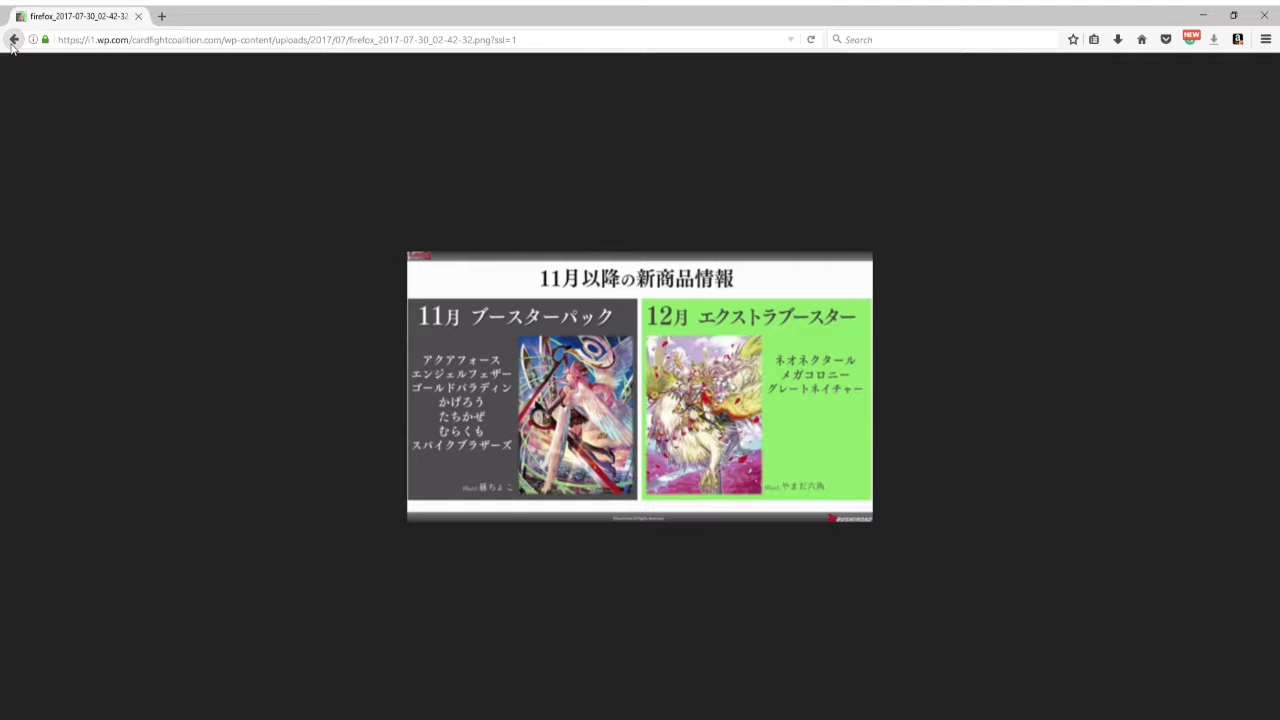 firefox_2017-07-30_02-42-32
https://i1.wp.com/cardfightcoalition.com/wp-content/uploads/2017/07/firefox_2017-07-30_02-42-32.png?ssl=1
Search
NEW
11月以降の新商品情報
11月 ブースターパック
アクアフォース
エンジェルフェザー
ゴールドパラディン
かげろう
たちかぜ
むらくも
スパイクブラザーズ
Illust. 藤ちょこ
12月 エクストラブースター
ネオネクタール
メガコロニー
グレートネイチャー
Illust. やまだ六角
BUSHIROAD